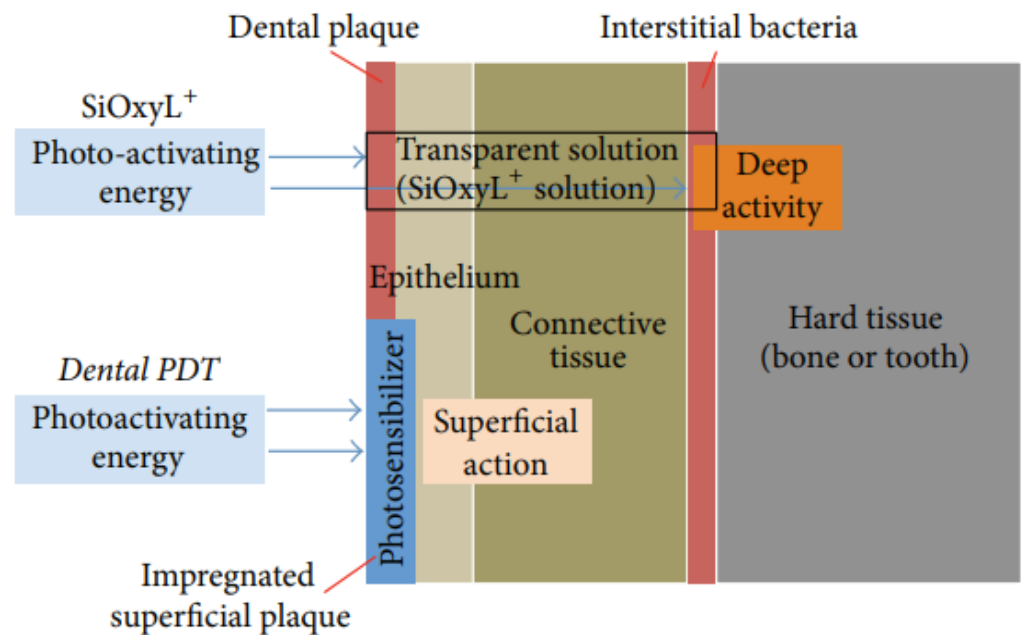 Dental plaque
Interstitial bacteria
SiOxyL⁺
Photo-activating
energy
Transparent solution
(SiOxyL⁺ solution)
Deep
activity
Epithelium
Connective
tissue
Hard tissue
(bone or tooth)
Dental PDT
Photoactivating
energy
Photosensibilizer
Superficial
action
Impregnated
superficial plaque